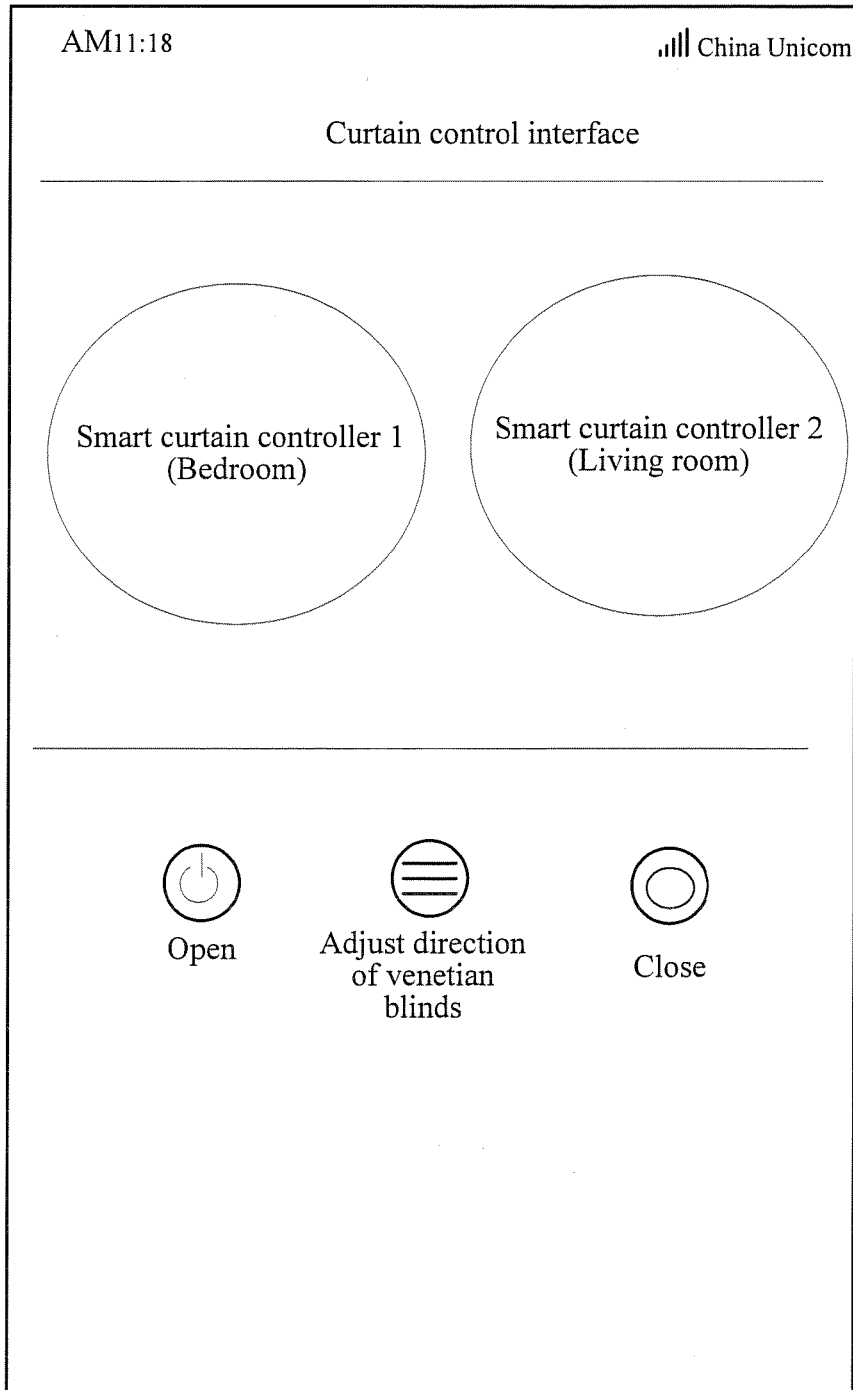 AM11:18
China Unicom
Curtain control interface
Smart curtain controller 1
(Bedroom)
Smart curtain controller 2
(Living room)
Open
Adjust direction
of venetian
blinds
Close